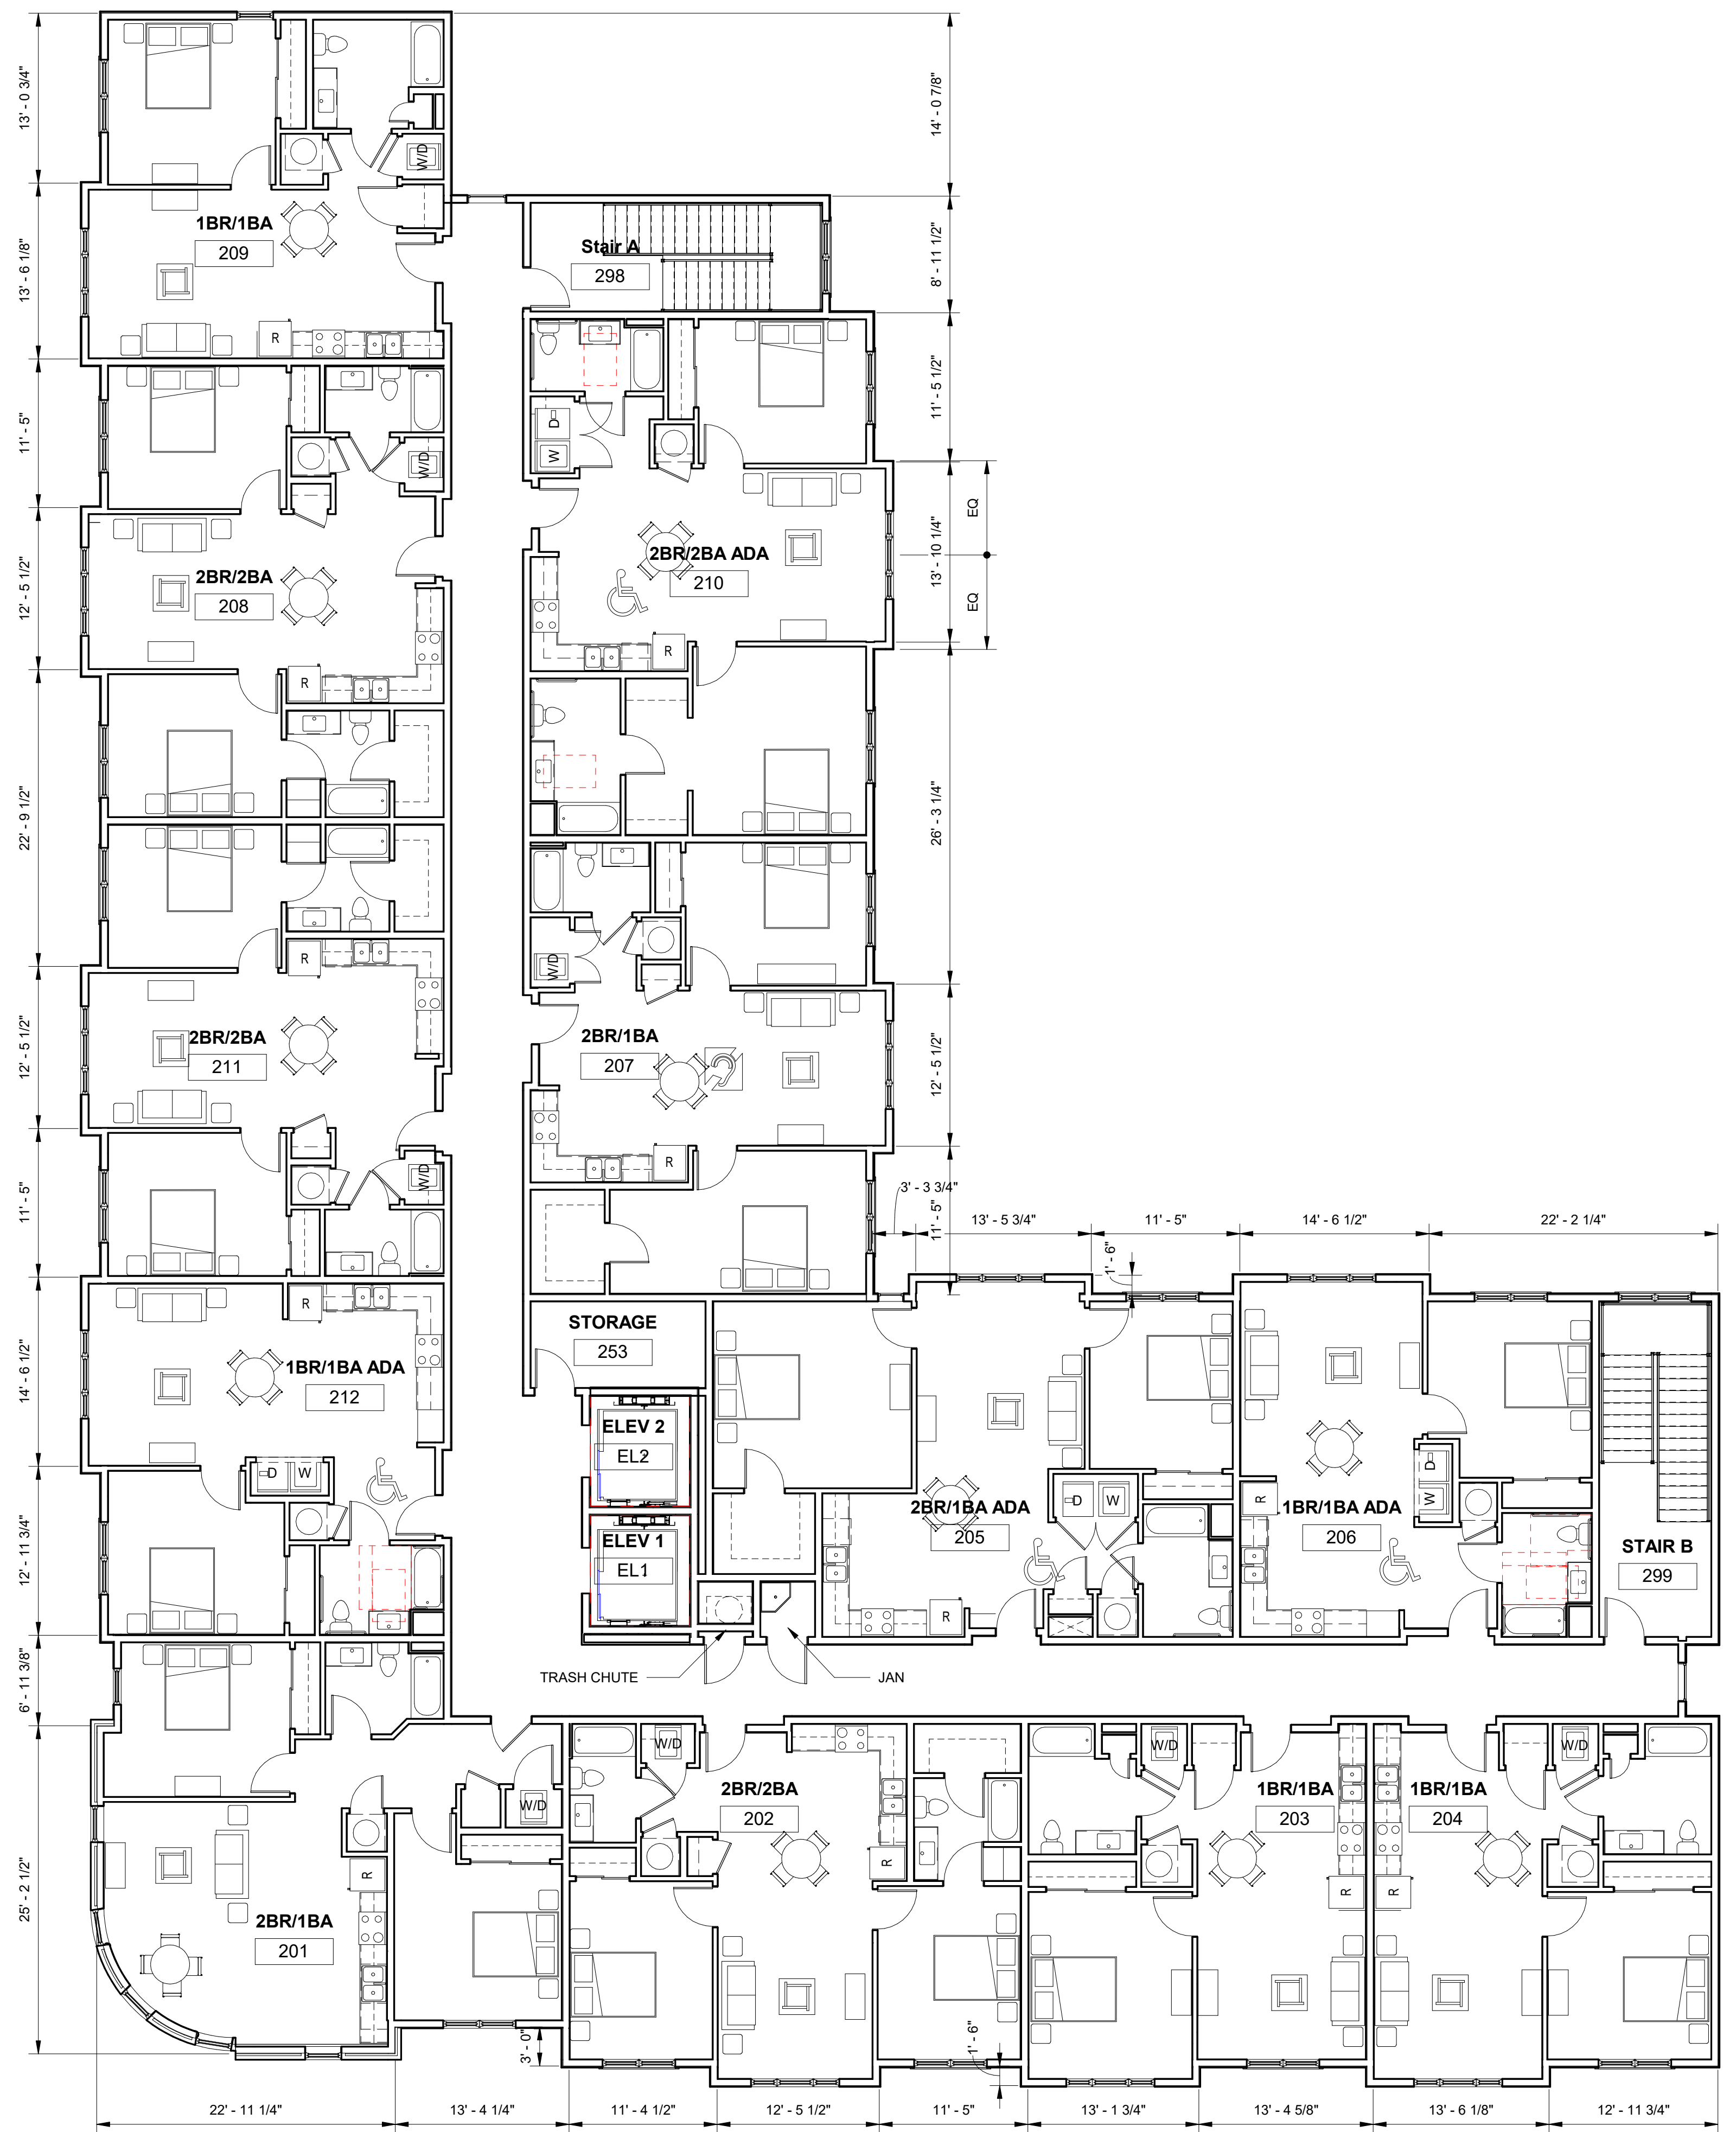 13' - 0 3/4"
14' - 0 7/8"
W/D
1BR/1BA
209
13' - 6 1/8"
Stair A
298
8' - 11 1/2"
R
11' - 5"
W/D
D
W
11' - 5 1/2"
EQ
2BR/2BA
208
12' - 5 1/2"
2BR/2BA ADA
210
13' - 10 1/4"
EQ
R
R
22' - 9 1/2"
26' - 3 1/4"
R
W/D
2BR/2BA
211
12' - 5 1/2"
2BR/1BA
207
12' - 5 1/2"
R
W/D
11' - 5"
3' - 3 3/4"
11' - 5"
13' - 5 3/4"
11' - 5"
14' - 6 1/2"
22' - 2 1/4"
1' - 6"
R
STORAGE
253
1BR/1BA ADA
212
14' - 6 1/2"
ELEV 2
EL2
D
W
D
W
D
W
R
2BR/1BA ADA
205
1BR/1BA ADA
206
12' - 11 3/4"
ELEV 1
EL1
STAIR B
299
R
6' - 11 3/8"
TRASH CHUTE
JAN
W/D
W/D
W/D
W/D
2BR/2BA
202
1BR/1BA
203
1BR/1BA
204
R
R
R
R
25' - 2 1/2"
2BR/1BA
201
3' - 0"
1' - 6"
22' - 11 1/4"
13' - 4 1/4"
11' - 4 1/2"
12' - 5 1/2"
11' - 5"
13' - 1 3/4"
13' - 4 5/8"
13' - 6 1/8"
12' - 11 3/4"